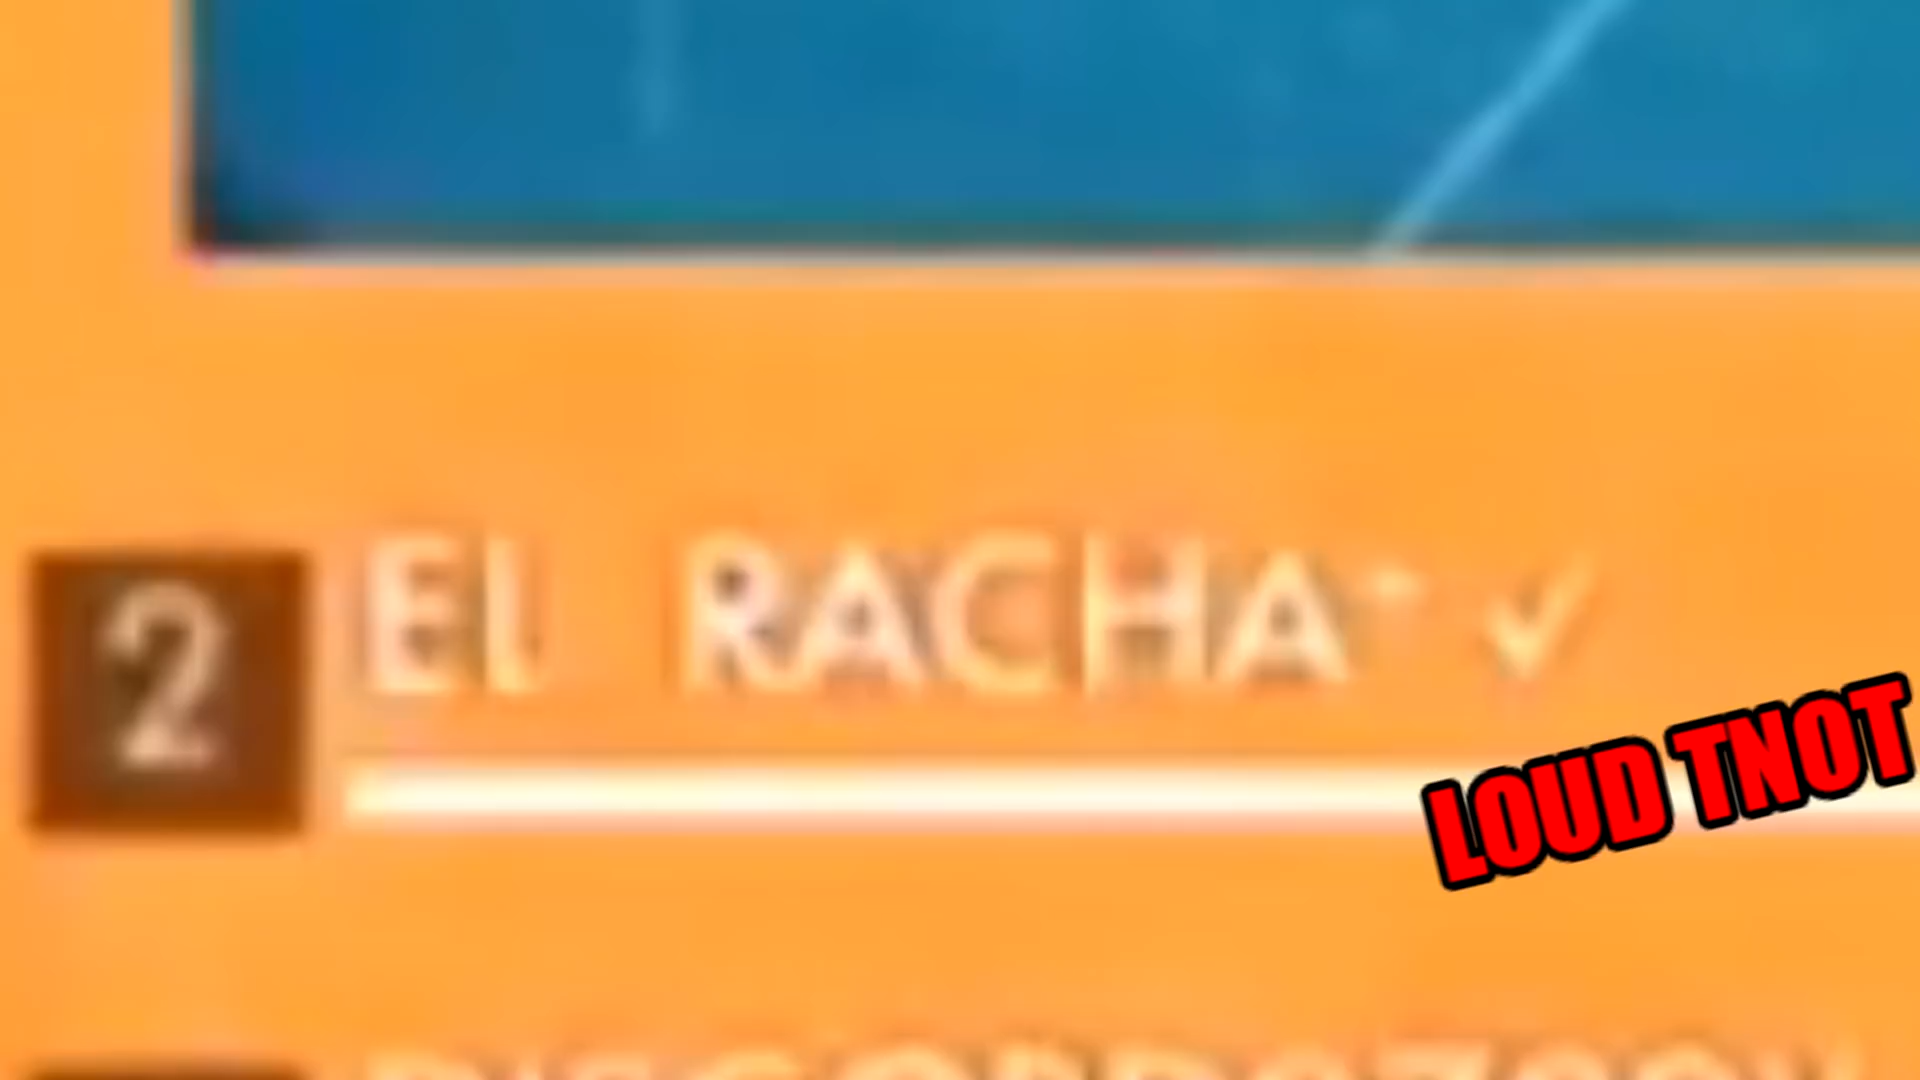 2
EL RACHA- ✓
LOUD TNOT